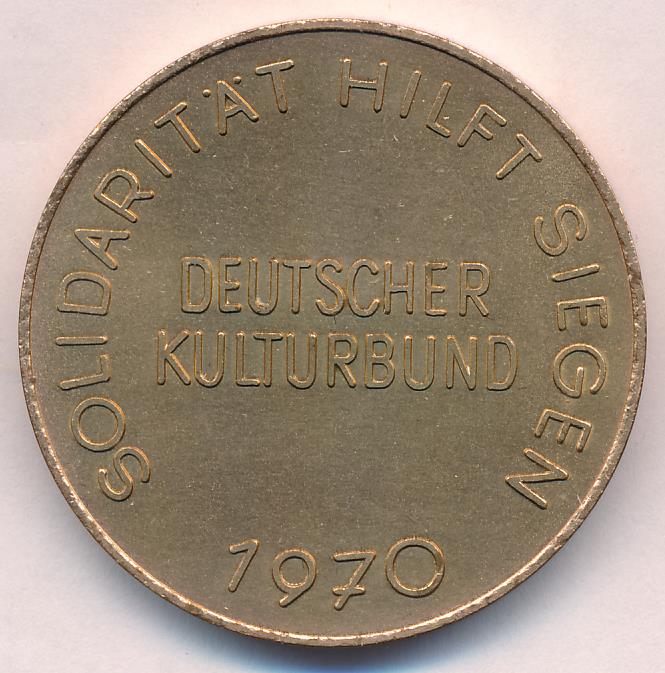 SOLIDARITÄT HILFT SIEGEN
DEUTSCHER
KULTURBUND
1970